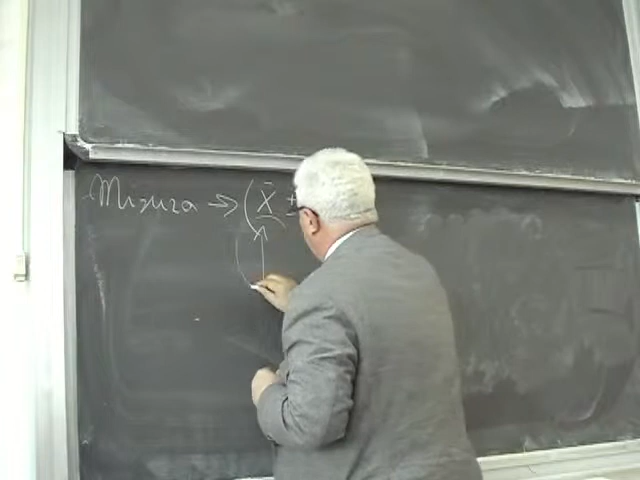 Misura → (x̄ ±